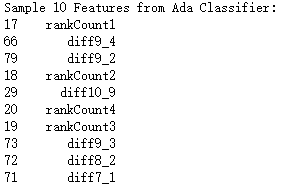 Sample 10 Features from Ada Classifier:
17 rankCount1
66 diff9_4
79 diff9_2
18 rankCount2
29 diff10_9
20 rankCount4
19 rankCount3
73 diff9_3
72 diff8_2
71 diff7_1